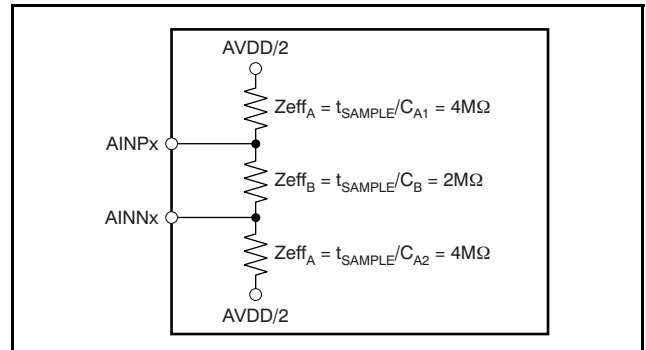 AVDD/2
Zeff_A = t_SAMPLE/C_A1 = 4MΩ
AINPx
Zeff_B = t_SAMPLE/C_B = 2MΩ
AINNx
Zeff_A = t_SAMPLE/C_A2 = 4MΩ
AVDD/2